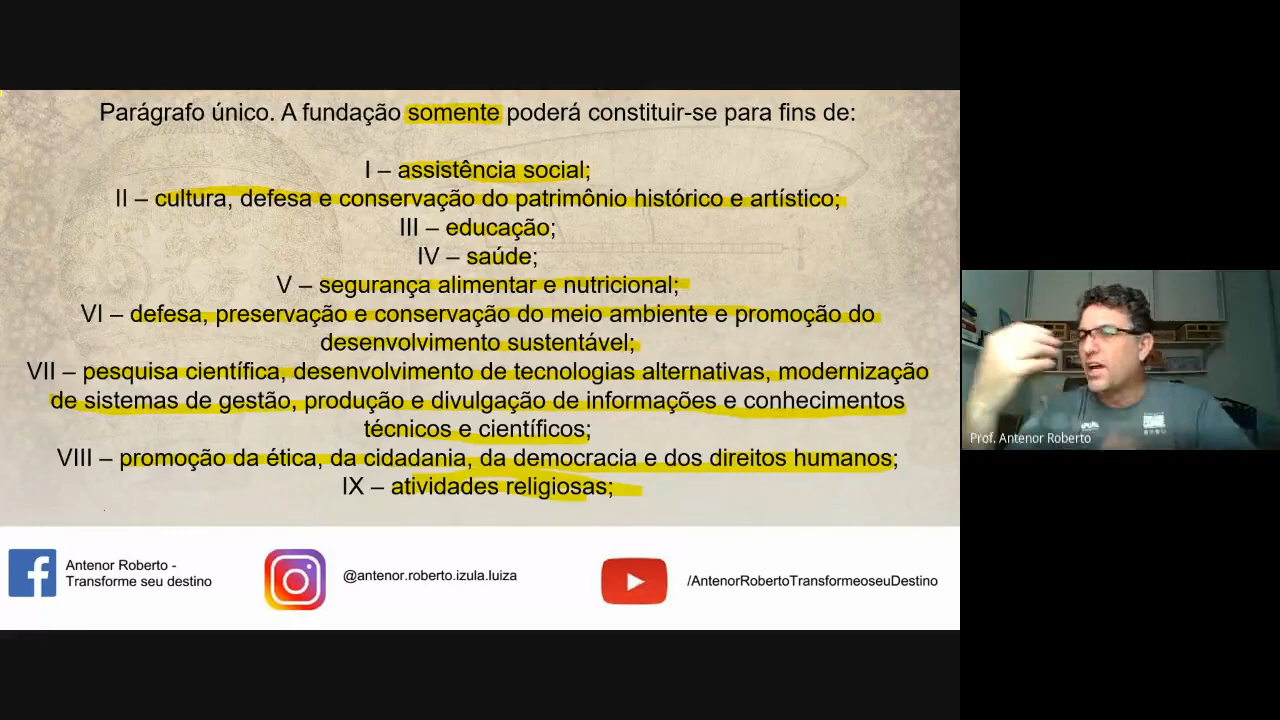 Parágrafo único. A fundação somente poderá constituir-se para fins de:
I – assistência social;
II – cultura, defesa e conservação do patrimônio histórico e artístico;
III – educação;
IV – saúde;
V – segurança alimentar e nutricional;
VI – defesa, preservação e conservação do meio ambiente e promoção do
desenvolvimento sustentável;
VII – pesquisa científica, desenvolvimento de tecnologias alternativas, modernização
de sistemas de gestão, produção e divulgação de informações e conhecimentos
técnicos e científicos;
VIII – promoção da ética, da cidadania, da democracia e dos direitos humanos;
IX – atividades religiosas;
Prof. Antenor Roberto
Antenor Roberto -
Transforme seu destino
@antenor.roberto.izula.luiza
/AntenorRobertoTransformeoseuDestino